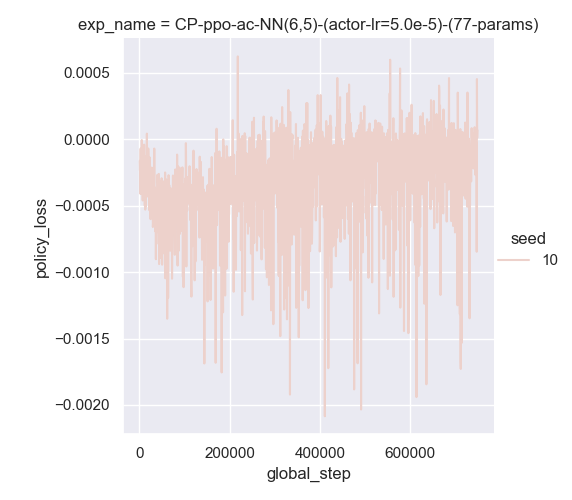 exp_name = CP-ppo-ac-NN(6,5)-(actor-lr=5.0e-5)-(77-params)
0.0005
0.0000
−0.0005
−0.0010
−0.0015
−0.0020
policy_loss
0
200000
400000
600000
global_step
seed
10